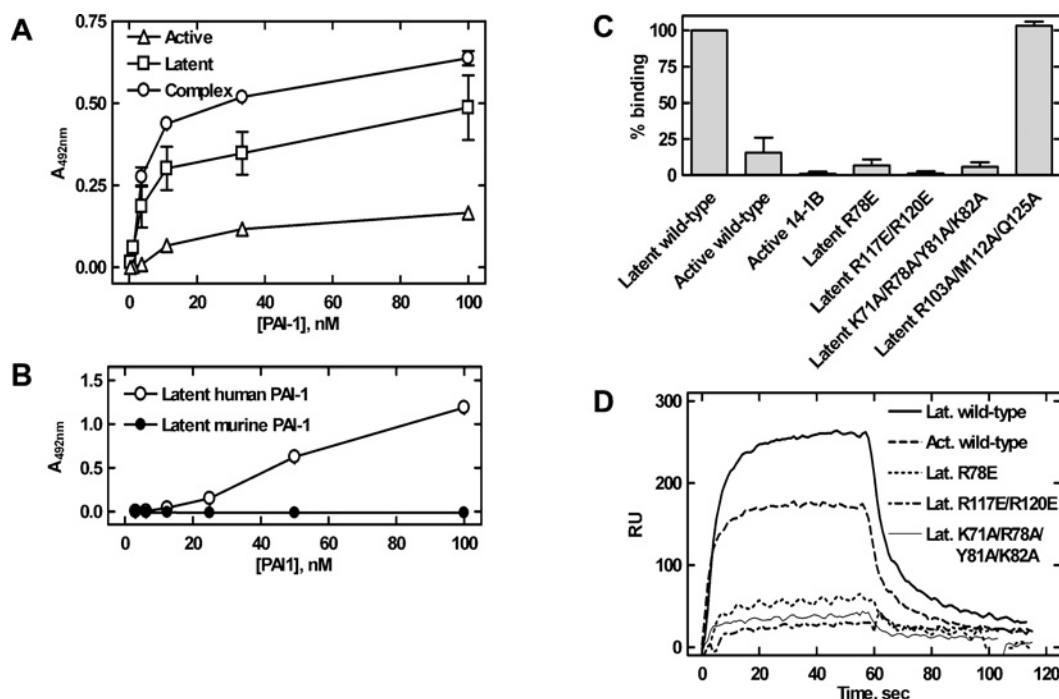 A
0.75
0.50
0.25
0.00
A492nm
Active
Latent
Complex
0 20 40 60 80 100
[PAI-1], nM
B
1.5
1.0
0.5
0.0
A492nm
Latent human PAI-1
Latent murine PAI-1
0 20 40 60 80 100
[PAI1], nM
C
100
75
50
25
0
% binding
Latent wild-type
Active wild-type
Active 14-1B
Latent R78E
Latent R117E/R120E
Latent K71A/R78A/Y81A/K82A
Latent R103A/M112A/Q125A
D
300
200
100
0
RU
Lat. wild-type
Act. wild-type
Lat. R78E
Lat. R117E/R120E
Lat. K71A/R78A/
Y81A/K82A
0 20 40 60 80 100 120
Time, sec